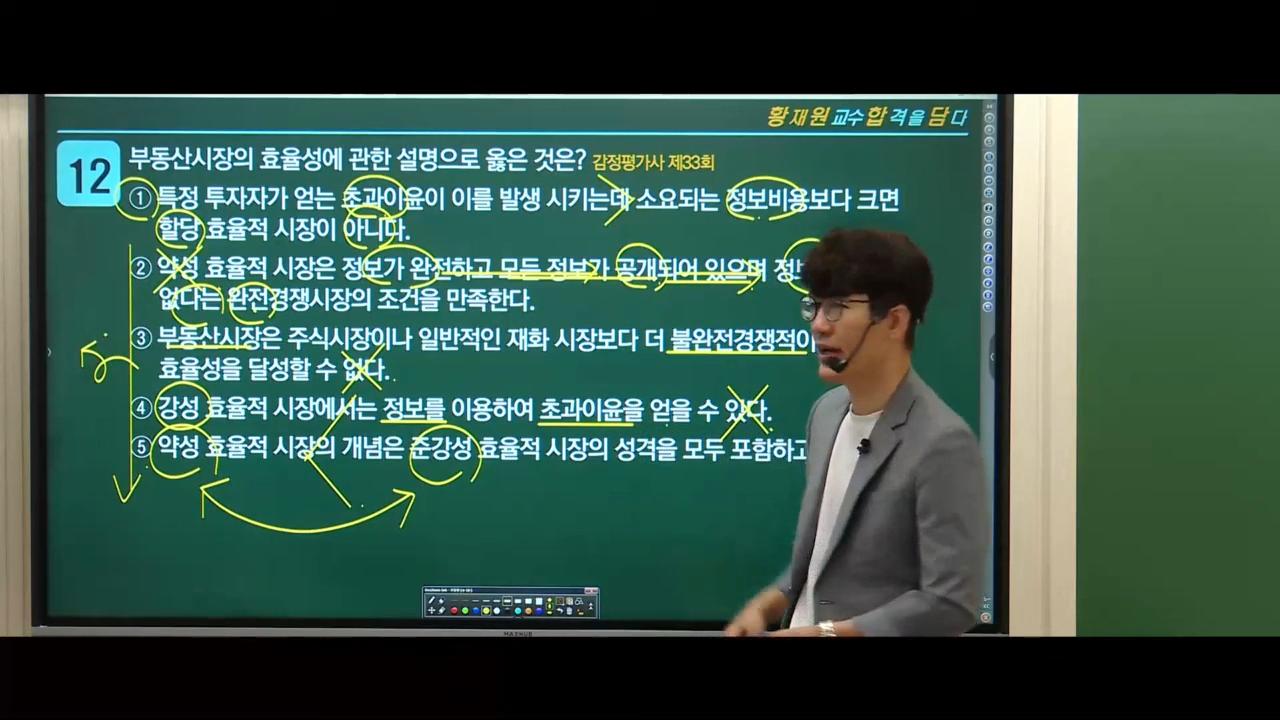 황재원 교수 합격을 담다
12 부동산시장의 효율성에 관한 설명으로 옳은 것은? 감정평가사 제33회
① 특정 투자자가 얻는 초과이윤이 이를 발생 시키는데 소요되는 정보비용보다 크면
할당 효율적 시장이 아니다.
② 약성 효율적 시장은 정보가 완전하고 모든 정보가 공개되어 있으며
없다는 완전경쟁시장의 조건을 만족한다.
③ 부동산시장은 주식시장이나 일반적인 재화 시장보다 더 불완전경쟁적이
효율성을 달성할 수 없다.
④ 강성 효율적 시장에서는 정보를 이용하여 초과이윤을 얻을 수 있다.
⑤ 약성 효율적 시장의 개념은 준강성 효율적 시장의 성격을 모두 포함하고
MAXHUB